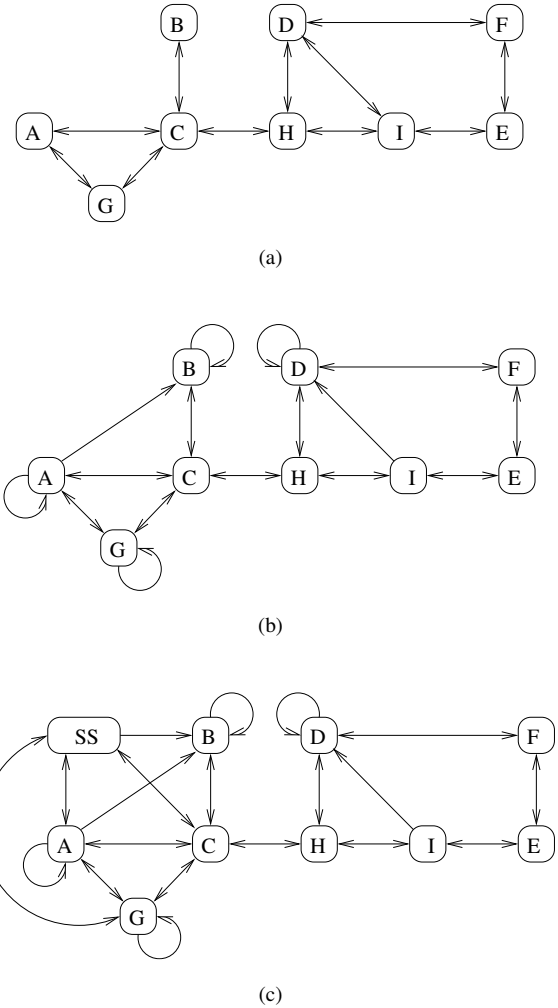 B D F
A C H I E
G
(a)
B D F
A C H I E
G
(b)
SS B D F
A C H I E
G
(c)